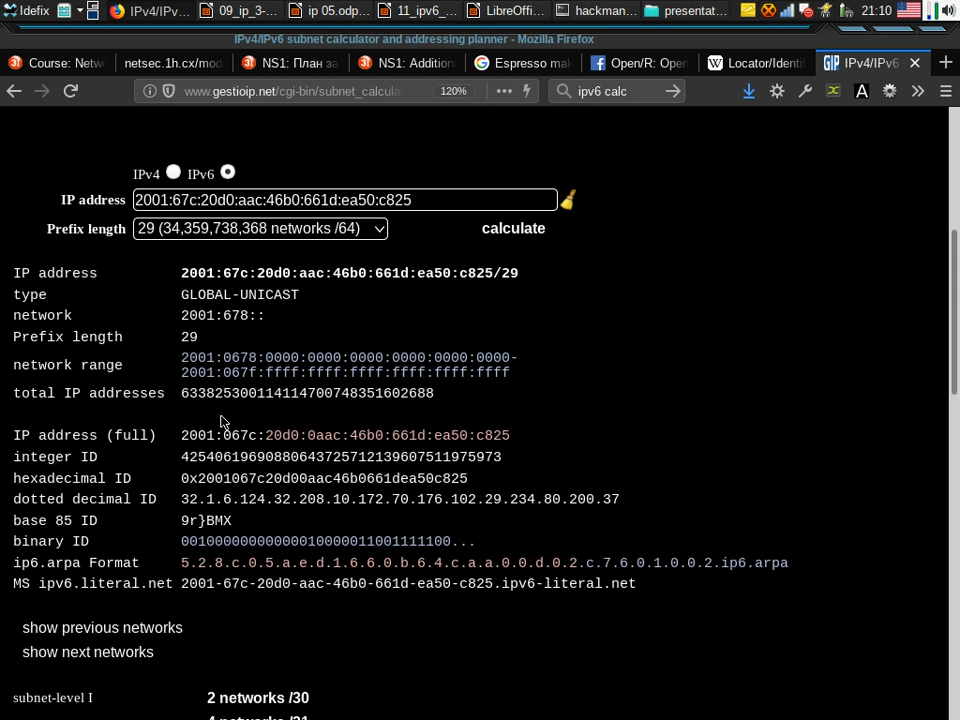 Idefix
IPv4/IPv...
09_ip_3-...
ip 05.odp...
11_ipv6_...
LibreOffi...
hackman...
presentat...
21:10
IPv4/IPv6 subnet calculator and addressing planner - Mozilla Firefox
Course: Netw
netsec.1h.cx/mod
NS1: План за
NS1: Addition
Espresso mak
Open/R: Open
Locator/Identi
GIP IPv4/IPv6
www.gestioip.net/cgi-bin/subnet_calcula
120%
ipv6 calc
IPv4 IPv6
IP address 2001:67c:20d0:aac:46b0:661d:ea50:c825
Prefix length 29 (34,359,738,368 networks /64) calculate
IP address 2001:67c:20d0:aac:46b0:661d:ea50:c825/29
type GLOBAL-UNICAST
network 2001:678::
Prefix length 29
network range 2001:0678:0000:0000:0000:0000:0000:0000-
2001:067f:ffff:ffff:ffff:ffff:ffff:ffff
total IP addresses 633825300114114700748351602688
IP address (full) 2001:067c:20d0:0aac:46b0:661d:ea50:c825
integer ID 42540619690880643725712139607511975973
hexadecimal ID 0x2001067c20d00aac46b0661dea50c825
dotted decimal ID 32.1.6.124.32.208.10.172.70.176.102.29.234.80.200.37
base 85 ID 9r}BMX
binary ID 00100000000000010000011001111100...
ip6.arpa Format 5.2.8.c.0.5.a.e.d.1.6.6.0.b.6.4.c.a.a.0.0.d.0.2.c.7.6.0.1.0.0.2.ip6.arpa
MS ipv6.literal.net 2001-67c-20d0-aac-46b0-661d-ea50-c825.ipv6-literal.net
show previous networks
show next networks
subnet-level I 2 networks /30
4 networks /31